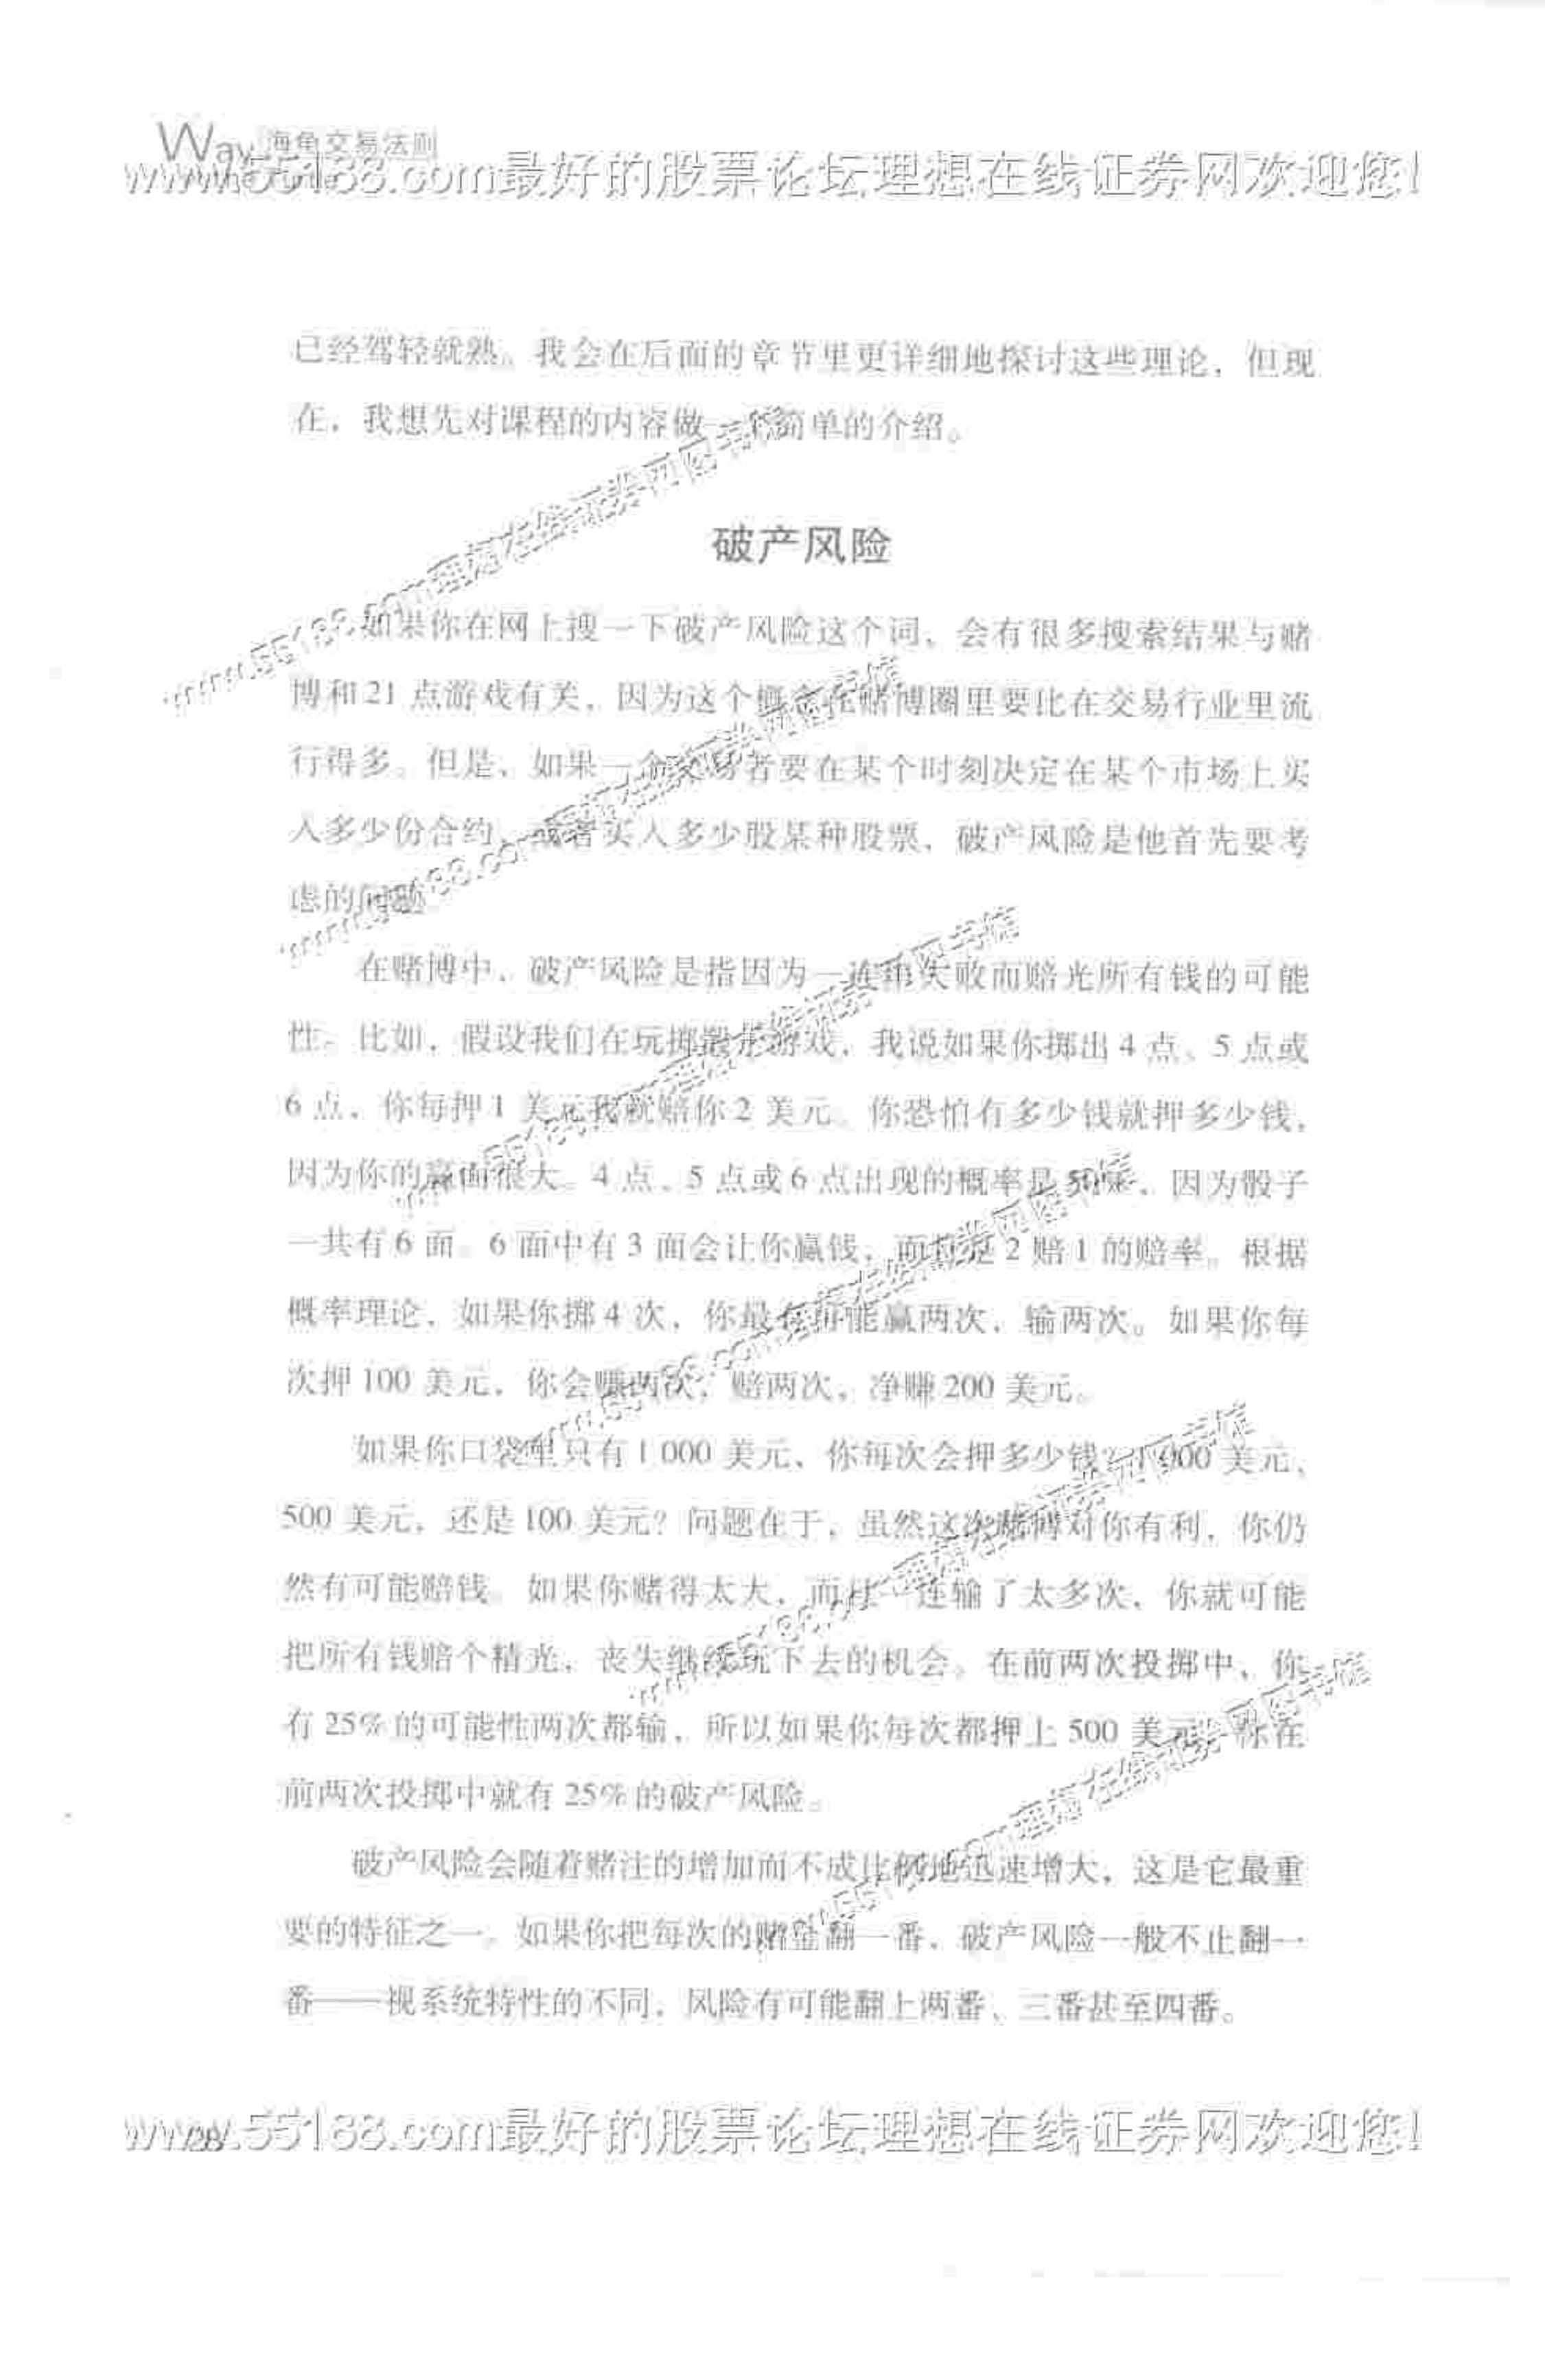 Way 海龟交易法则
www.55188.com最好的股票论坛理想在线证券网欢迎您!
已经驾轻就熟。我会在后面的章节里更详细地探讨这些理论，但现
在，我想先对课程的内容做一个简单的介绍。
破产风险
如果你在网上搜一下破产风险这个词，会有很多搜索结果与赌
博和21 点游戏有关，因为这个概念在赌博圈里要比在交易行业里流
行得多。但是，如果一个交易者要在某个时刻决定在某个市场上买
入多少份合约，或者买入多少股某种股票，破产风险是他首先要考
虑的问题。
在赌博中，破产风险是指因为一连串失败而赔光所有钱的可能
性。比如，假设我们在玩掷骰子游戏，我说如果你掷出 4 点、5 点或
6 点，你每押 1 美元我就赔你 2 美元。你恐怕有多少钱就押多少钱，
因为你的赢面很大。4 点、5 点或 6 点出现的概率是 50%，因为骰子
一共有 6 面。6 面中有 3 面会让你赢钱，而且是 2 赔 1 的赔率。根据
概率理论，如果你掷 4 次，你最有可能赢两次，输两次。如果你每
次押 100 美元，你会赚两次，赔两次，净赚 200 美元。
如果你口袋里只有 1 000 美元，你每次会押多少钱？1 000 美元、
500 美元，还是 100 美元？问题在于，虽然这次赌博对你有利，你仍
然有可能赔钱。如果你赌得太大，而且一连输了太多次，你就可能
把所有钱赔个精光，丧失继续玩下去的机会。在前两次投掷中，你
有 25% 的可能性两次都输，所以如果你每次都押上 500 美元，你在
前两次投掷中就有 25% 的破产风险。
破产风险会随着赌注的增加而不成比例地迅速增大，这是它最重
要的特征之一。如果你把每次的赌注翻一番，破产风险一般不止翻一
番——视系统特性的不同，风险有可能翻上两番、三番甚至四番。
28
www.55188.com最好的股票论坛理想在线证券网欢迎您!